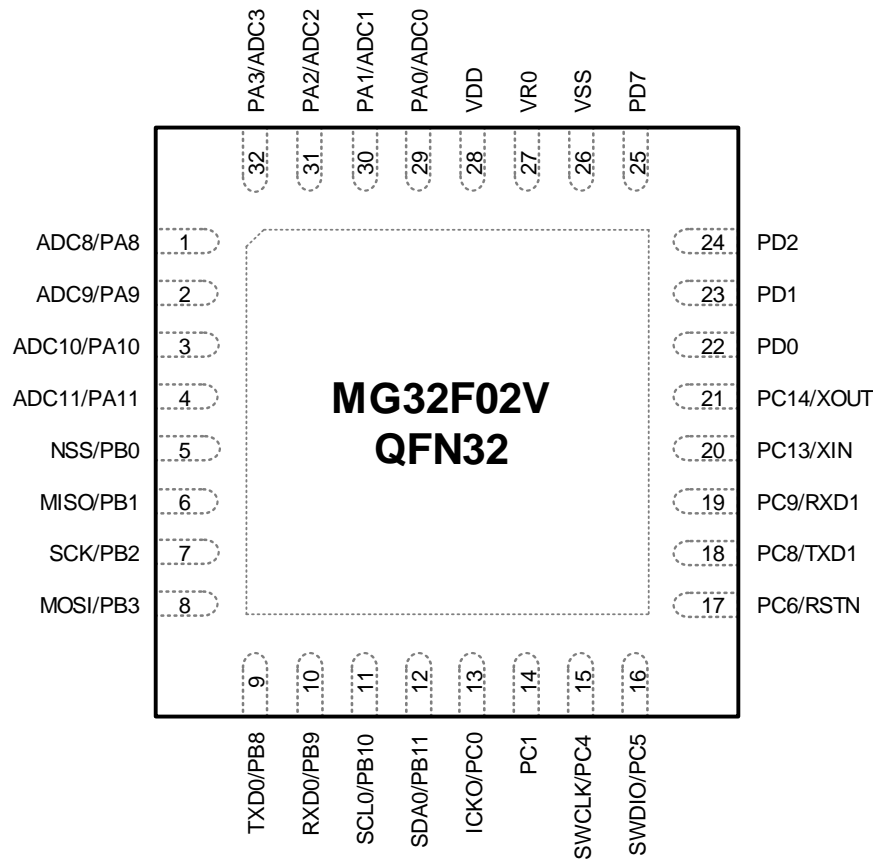 PA3/ADC3
PA2/ADC2
PA1/ADC1
PA0/ADC0
VDD
VR0
VSS
PD7
32
31
30
29
28
27
26
25
ADC8/PA8 1
ADC9/PA9 2
ADC10/PA10 3
ADC11/PA11 4
NSS/PB0 5
MISO/PB1 6
SCK/PB2 7
MOSI/PB3 8
MG32F02V
QFN32
24 PD2
23 PD1
22 PD0
21 PC14/XOUT
20 PC13/XIN
19 PC9/RXD1
18 PC8/TXD1
17 PC6/RSTN
9
10
11
12
13
14
15
16
TXD0/PB8
RXD0/PB9
SCL0/PB10
SDA0/PB11
ICKO/PC0
PC1
SWCLK/PC4
SWDIO/PC5